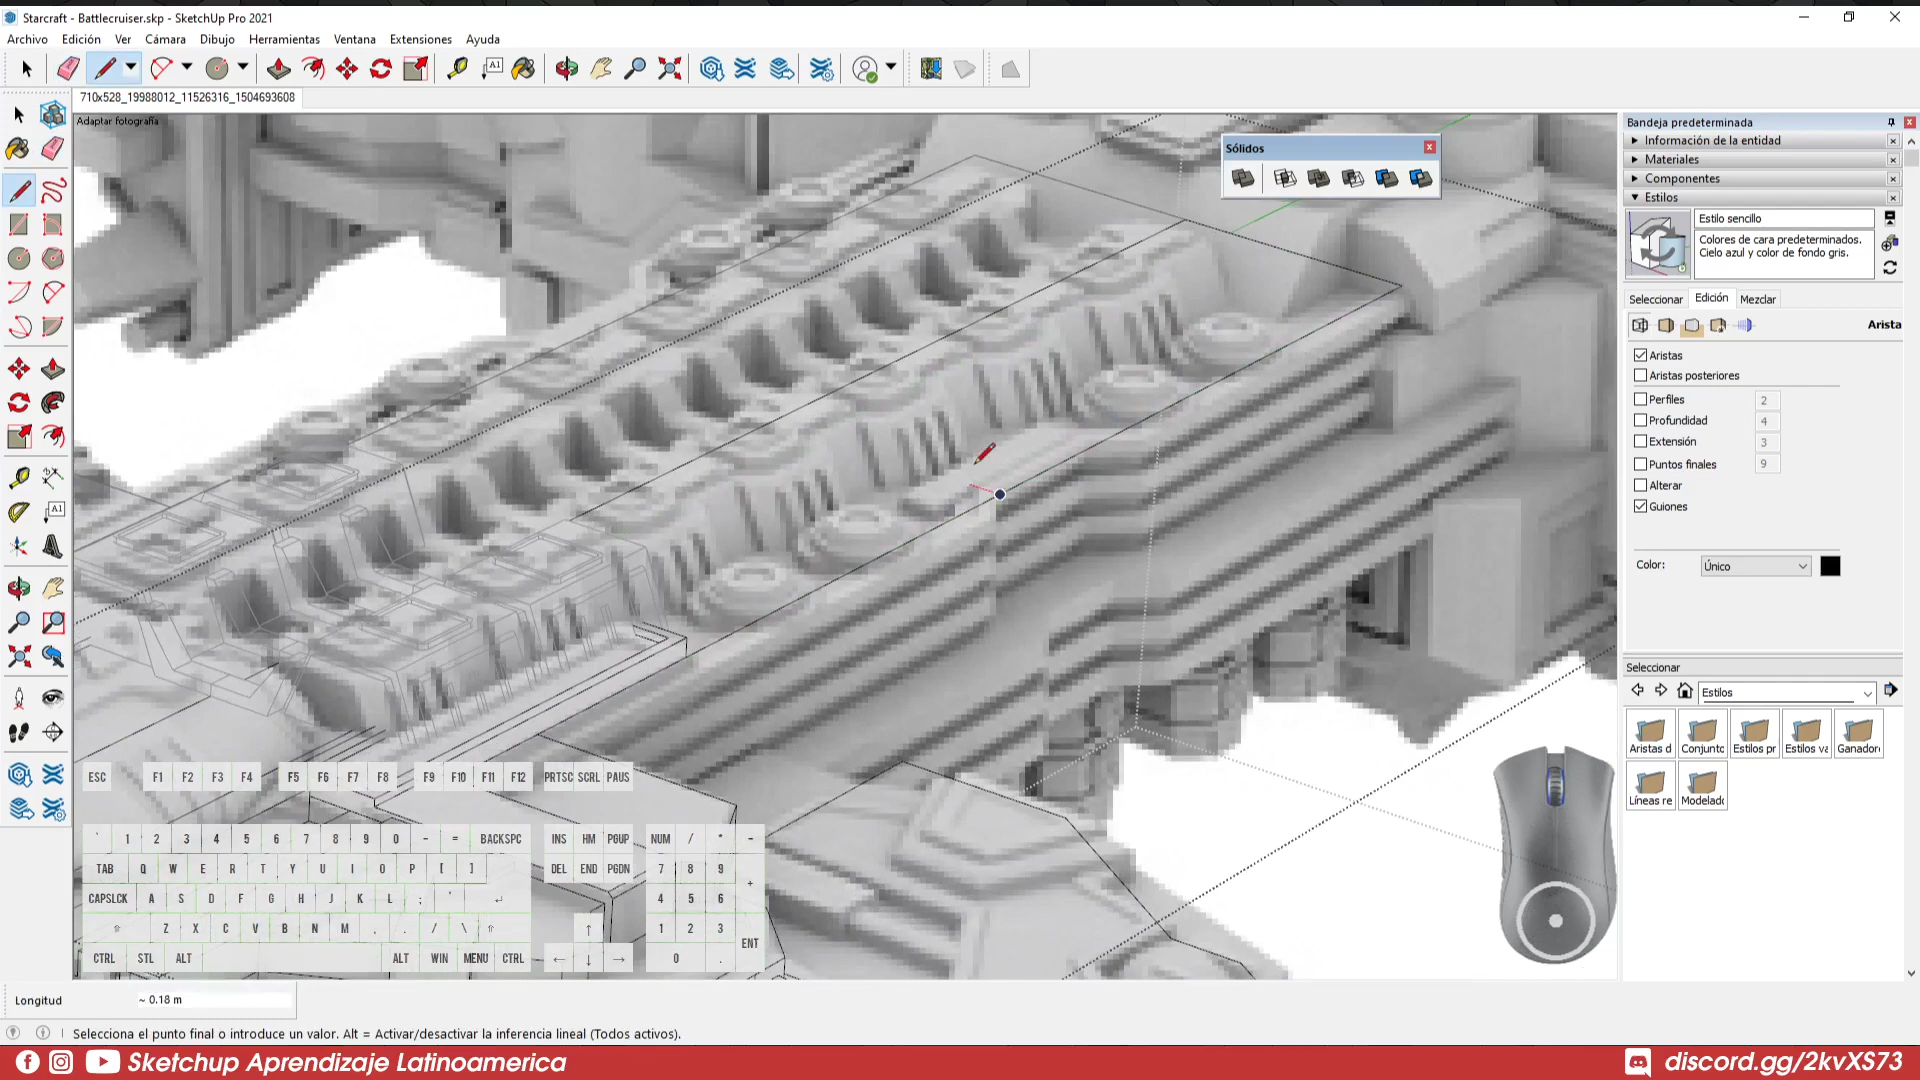 Starcraft - Battlecruiser.skp - SketchUp Pro 2021
Archivo Edición Ver Cámara Dibujo Herramientas Ventana Extensiones Ayuda
A1
710x528_19988012_11526316_1504693608
Adaptar fotografía
Sólidos
Bandeja predeterminada
Información de la entidad
Materiales
Componentes
Estilos
Estilo sencillo
Colores de cara predeterminados.
Cielo azul y color de fondo gris.
Seleccionar Edición Mezclar
Arista
Aristas
Aristas posteriores
Perfiles 2
Profundidad 4
Extensión 3
Puntos finales 9
Alterar
Guiones
Color: Único
Seleccionar
Estilos
Aristas d Conjunto Estilos pr Estilos va Ganador
Líneas re Modelado
A1
ESC F1 F2 F3 F4 F5 F6 F7 F8 F9 F10 F11 F12 PRTSC SCRL PAUS
` 1 2 3 4 5 6 7 8 9 0 - = BACKSPC INS HM PGUP NUM / * -
TAB Q W E R T Y U I O P [ ] DEL END PGDN 7 8 9 +
CAPSLCK A S D F G H J K L ; ' ↵ 4 5 6
⇧ Z X C V B N M , . / \ ⇧ ↑ 1 2 3 ENT
CTRL STL ALT ALT WIN MENU CTRL ← ↓ → 0 .
Longitud ~ 0.18 m
Selecciona el punto final o introduce un valor. Alt = Activar/desactivar la inferencia lineal (Todos activos).
Sketchup Aprendizaje Latinoamerica
discord.gg/2kvXS73